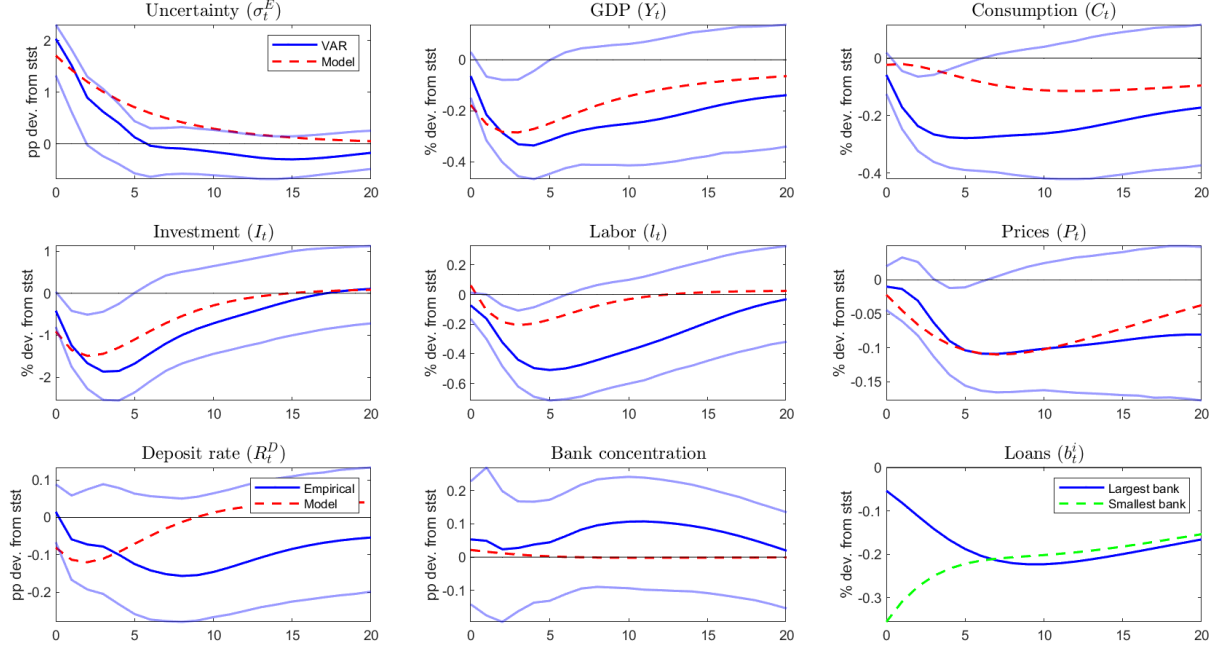 Uncertainty (σ_t^E)
pp dev. from stst
2
1
0
0 5 10 15 20
VAR
Model
GDP (Y_t)
% dev. from stst
0
-0.2
-0.4
0 5 10 15 20
Consumption (C_t)
% dev. from stst
0
-0.2
-0.4
0 5 10 15 20
Investment (I_t)
% dev. from stst
1
0
-1
-2
0 5 10 15 20
Labor (l_t)
% dev. from stst
0.2
0
-0.2
-0.4
-0.6
0 5 10 15 20
Prices (P_t)
% dev. from stst
0
-0.05
-0.1
-0.15
0 5 10 15 20
Deposit rate (R_t^D)
pp dev. from stst
0.1
0
-0.1
-0.2
0 5 10 15 20
Empirical
Model
Bank concentration
pp dev. from stst
0.2
0.1
0
-0.1
0 5 10 15 20
Loans (b_t^i)
% dev. from stst
0
-0.1
-0.2
-0.3
0 5 10 15 20
Largest bank
Smallest bank